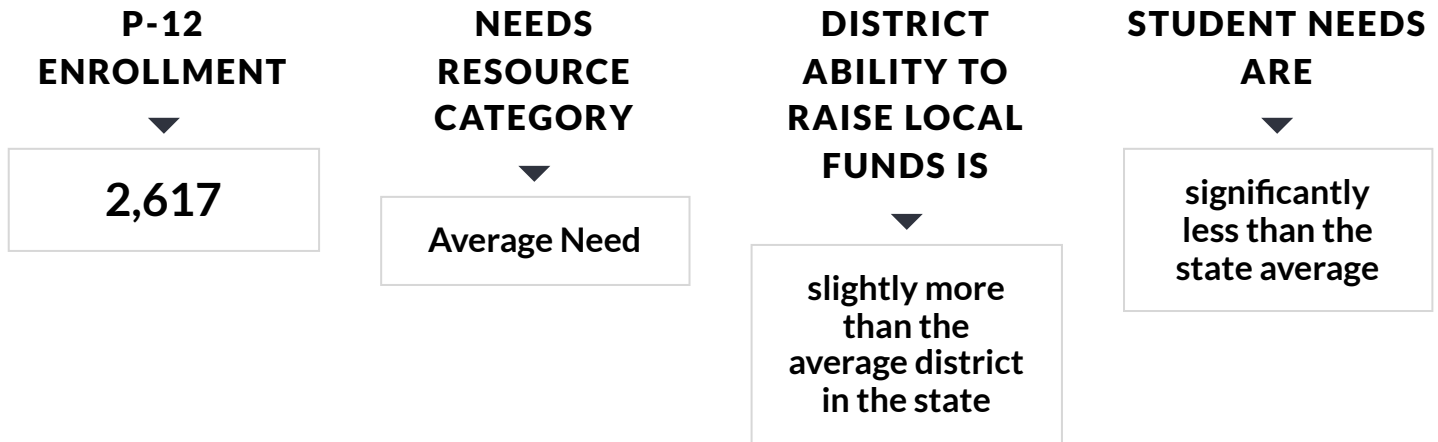 P-12
ENROLLMENT
2,617
NEEDS
RESOURCE
CATEGORY
Average Need
DISTRICT
ABILITY TO
RAISE LOCAL
FUNDS IS
slightly more
than the
average district
in the state
STUDENT NEEDS
ARE
significantly
less than the
state average